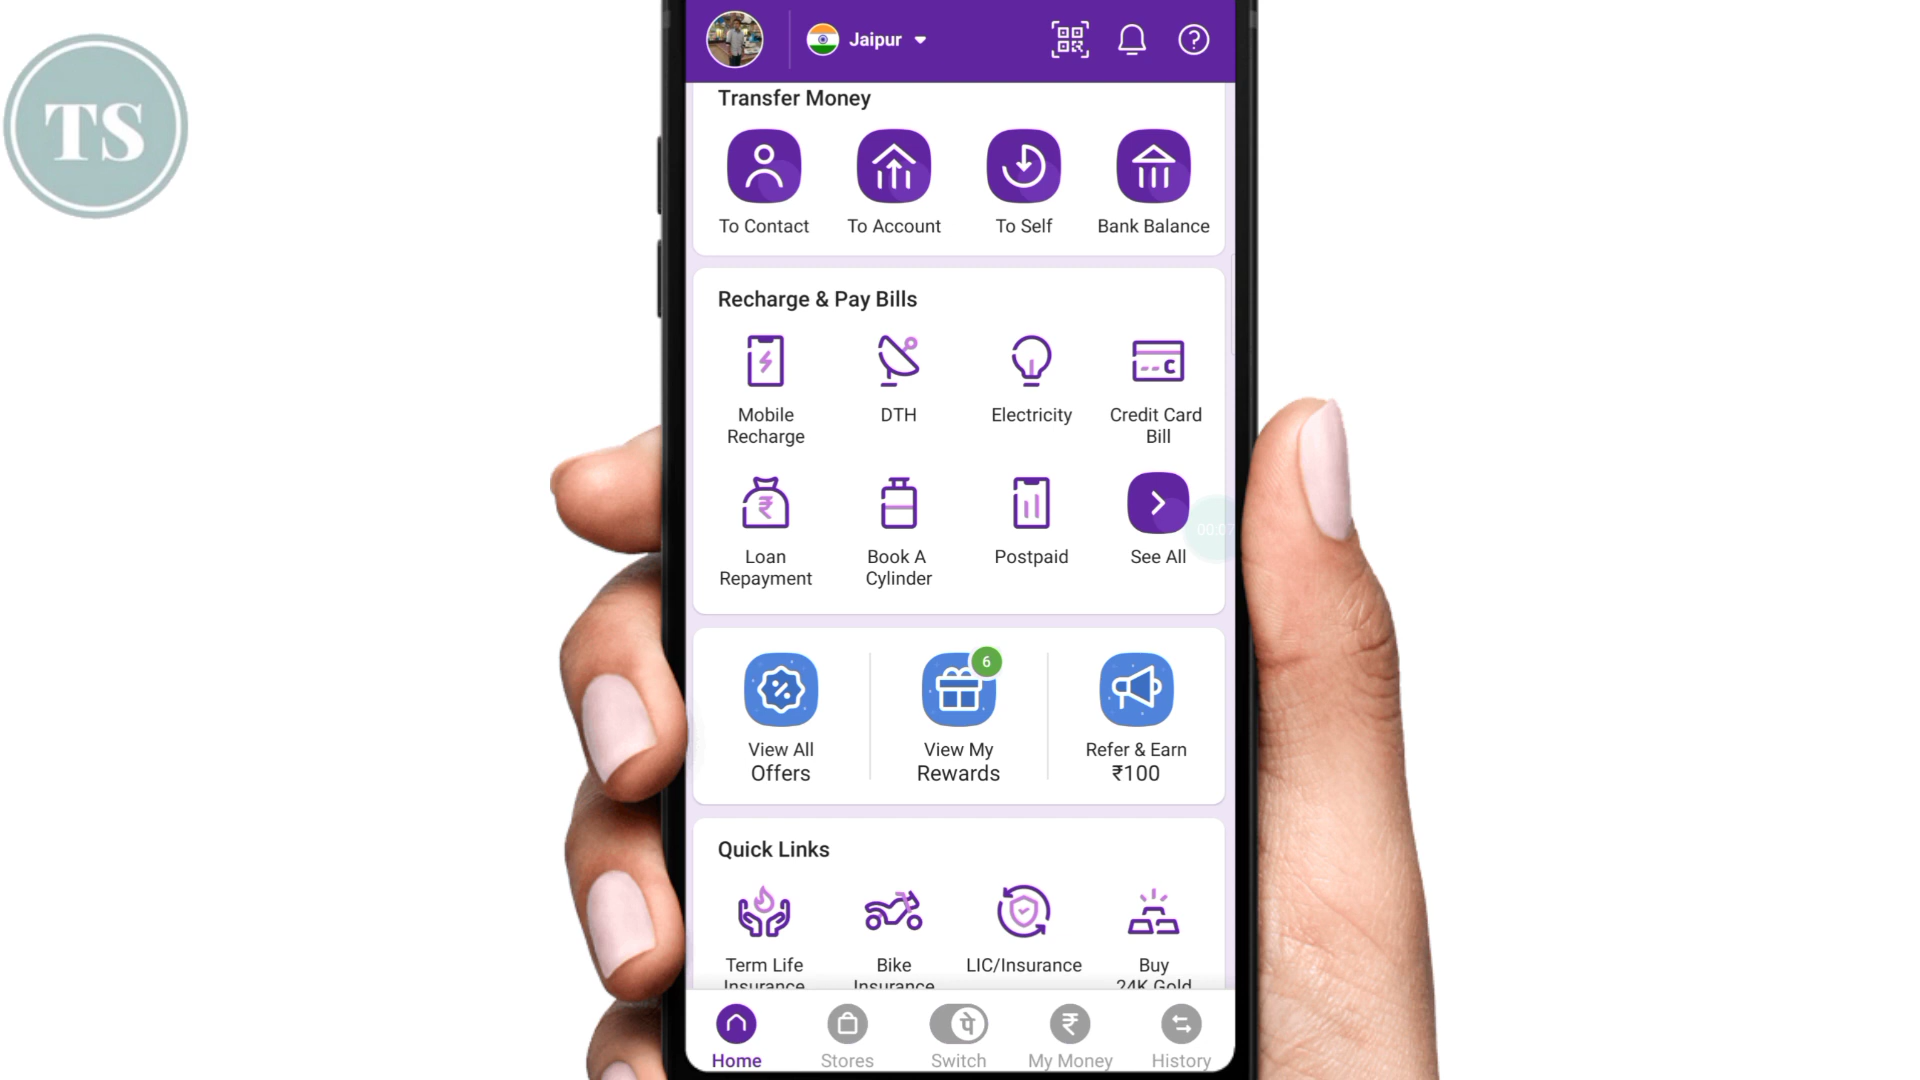 TS
Jaipur
Transfer Money
To Contact
To Account
To Self
Bank Balance
Recharge & Pay Bills
Mobile
Recharge
DTH
Electricity
Credit Card
Bill
Loan
Repayment
Book A
Cylinder
Postpaid
See All
6
View All
Offers
View My
Rewards
Refer & Earn
₹100
Quick Links
Term Life
Insurance
Bike
Insurance
LIC/Insurance
Buy
24K Gold
पे
₹
Home
Stores
Switch
My Money
History